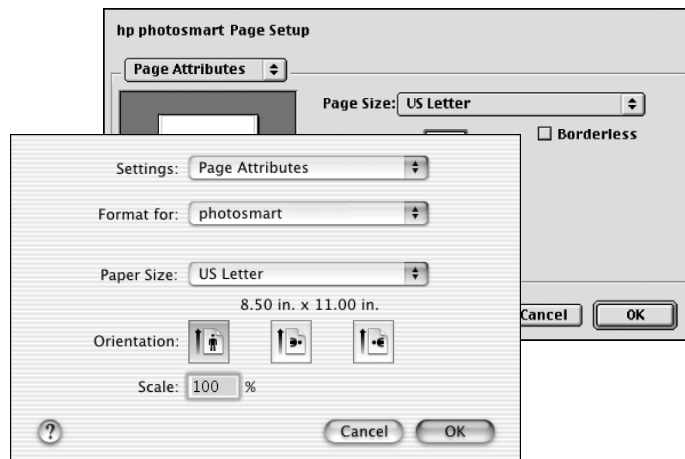 hp photosmart Page Setup
Page Attributes
Page Size: US Letter
Borderless
Cancel OK
Settings: Page Attributes
Format for: photosmart
Paper Size: US Letter
8.50 in. x 11.00 in.
Orientation:
Scale: 100 %
?
Cancel OK